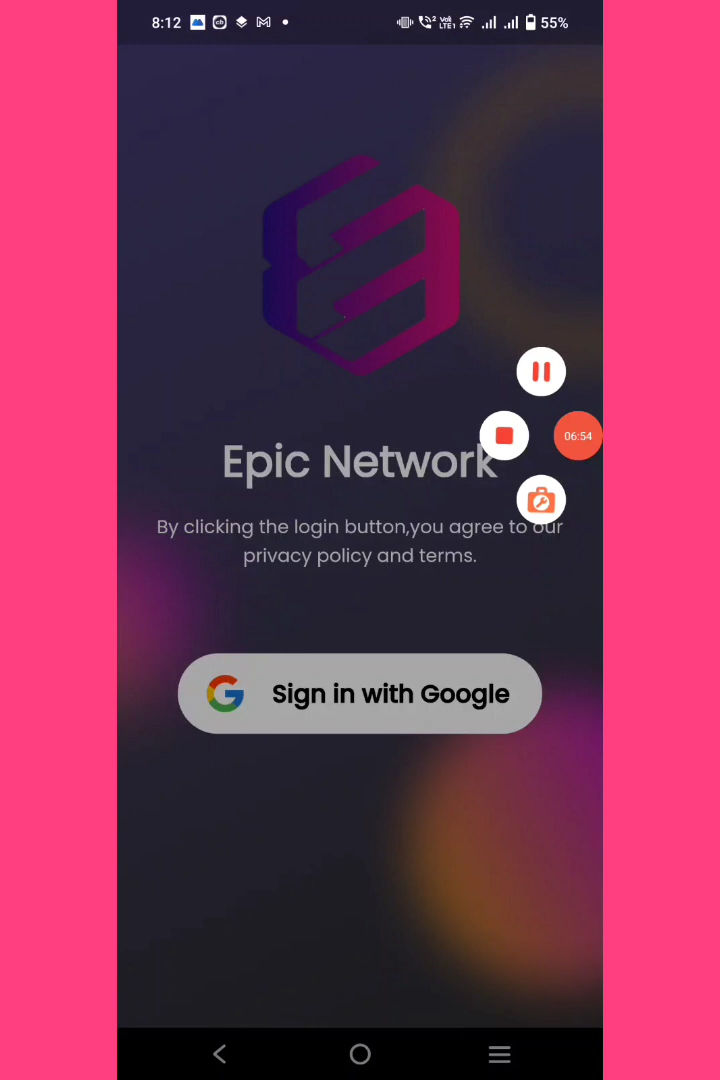 8:12
55%
06:54
Epic Network
By clicking the login button,you agree to our
privacy policy and terms.
Sign in with Google